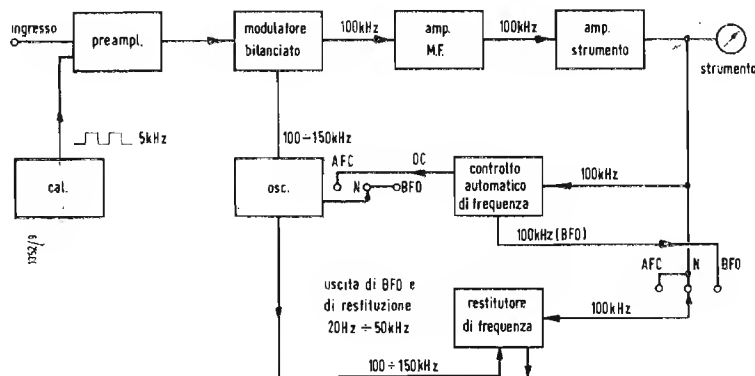 ingresso
preampl.
modulatore
bilanciato
100kHz
amp.
M.F.
100kHz
amp.
strumento
strumento
5kHz
cal.
1352/9
100÷150kHz
osc.
AFC
N
BFO
DC
controllo
automatico
di frequenza
100kHz
100kHz(BFO)
AFC
N
BFO
uscita di BFO e
di restituzione
20Hz ÷ 50kHz
restitutore
di frequenza
100kHz
100÷150kHz